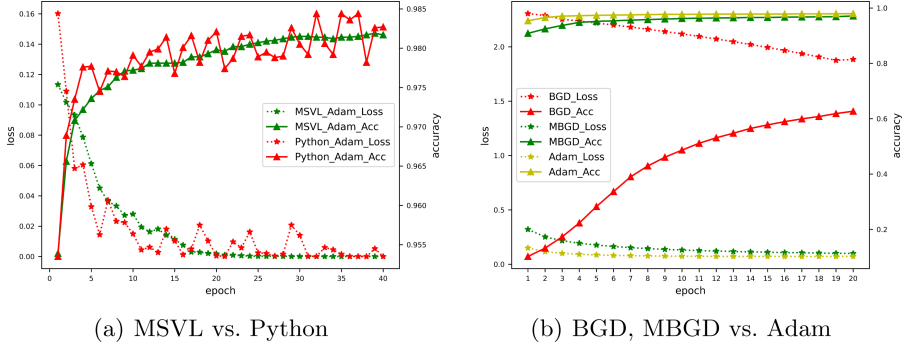 0.16
0.14
0.12
0.10
0.08
0.06
0.04
0.02
0.00
loss
0 5 10 15 20 25 30 35 40
epoch
0.985
0.980
0.975
0.970
0.965
0.960
0.955
accuracy
MSVL_Adam_Loss
MSVL_Adam_Acc
Python_Adam_Loss
Python_Adam_Acc
(a) MSVL vs. Python
2.0
1.5
1.0
0.5
0.0
loss
1 2 3 4 5 6 7 8 9 10 11 12 13 14 15 16 17 18 19 20
epoch
1.0
0.8
0.6
0.4
0.2
accuracy
BGD_Loss
BGD_Acc
MBGD_Loss
MBGD_Acc
Adam_Loss
Adam_Acc
(b) BGD, MBGD vs. Adam